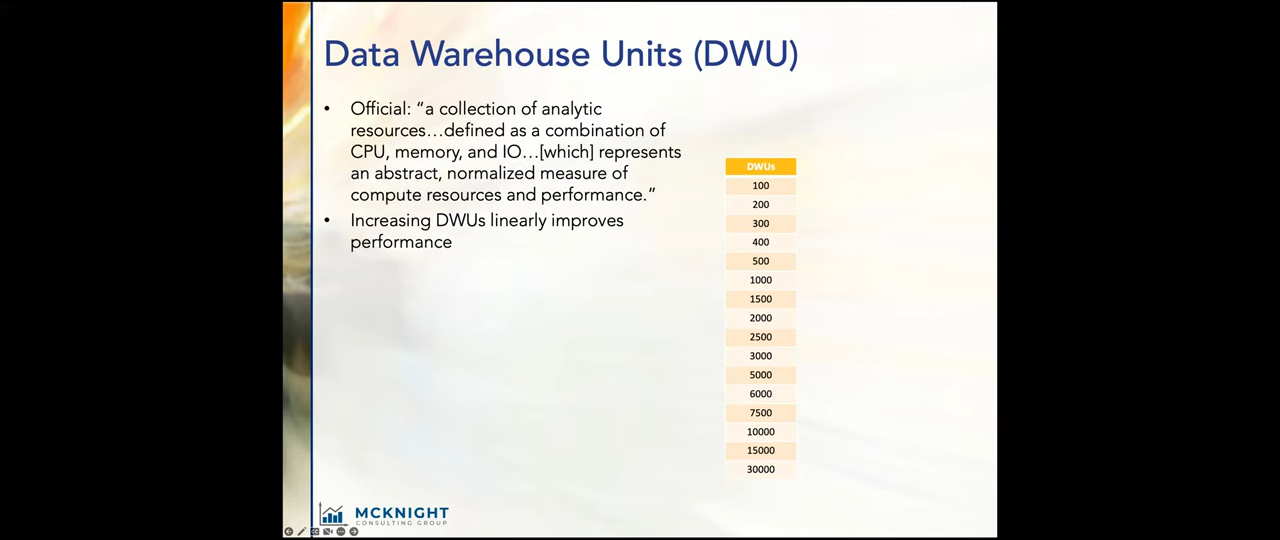 Data Warehouse Units (DWU)
• Official: “a collection of analytic
resources…defined as a combination of
CPU, memory, and IO…[which] represents
an abstract, normalized measure of
compute resources and performance.”
• Increasing DWUs linearly improves
performance
DWUs
100
200
300
400
500
1000
1500
2000
2500
3000
5000
6000
7500
10000
15000
30000
MCKNIGHT
CONSULTING GROUP